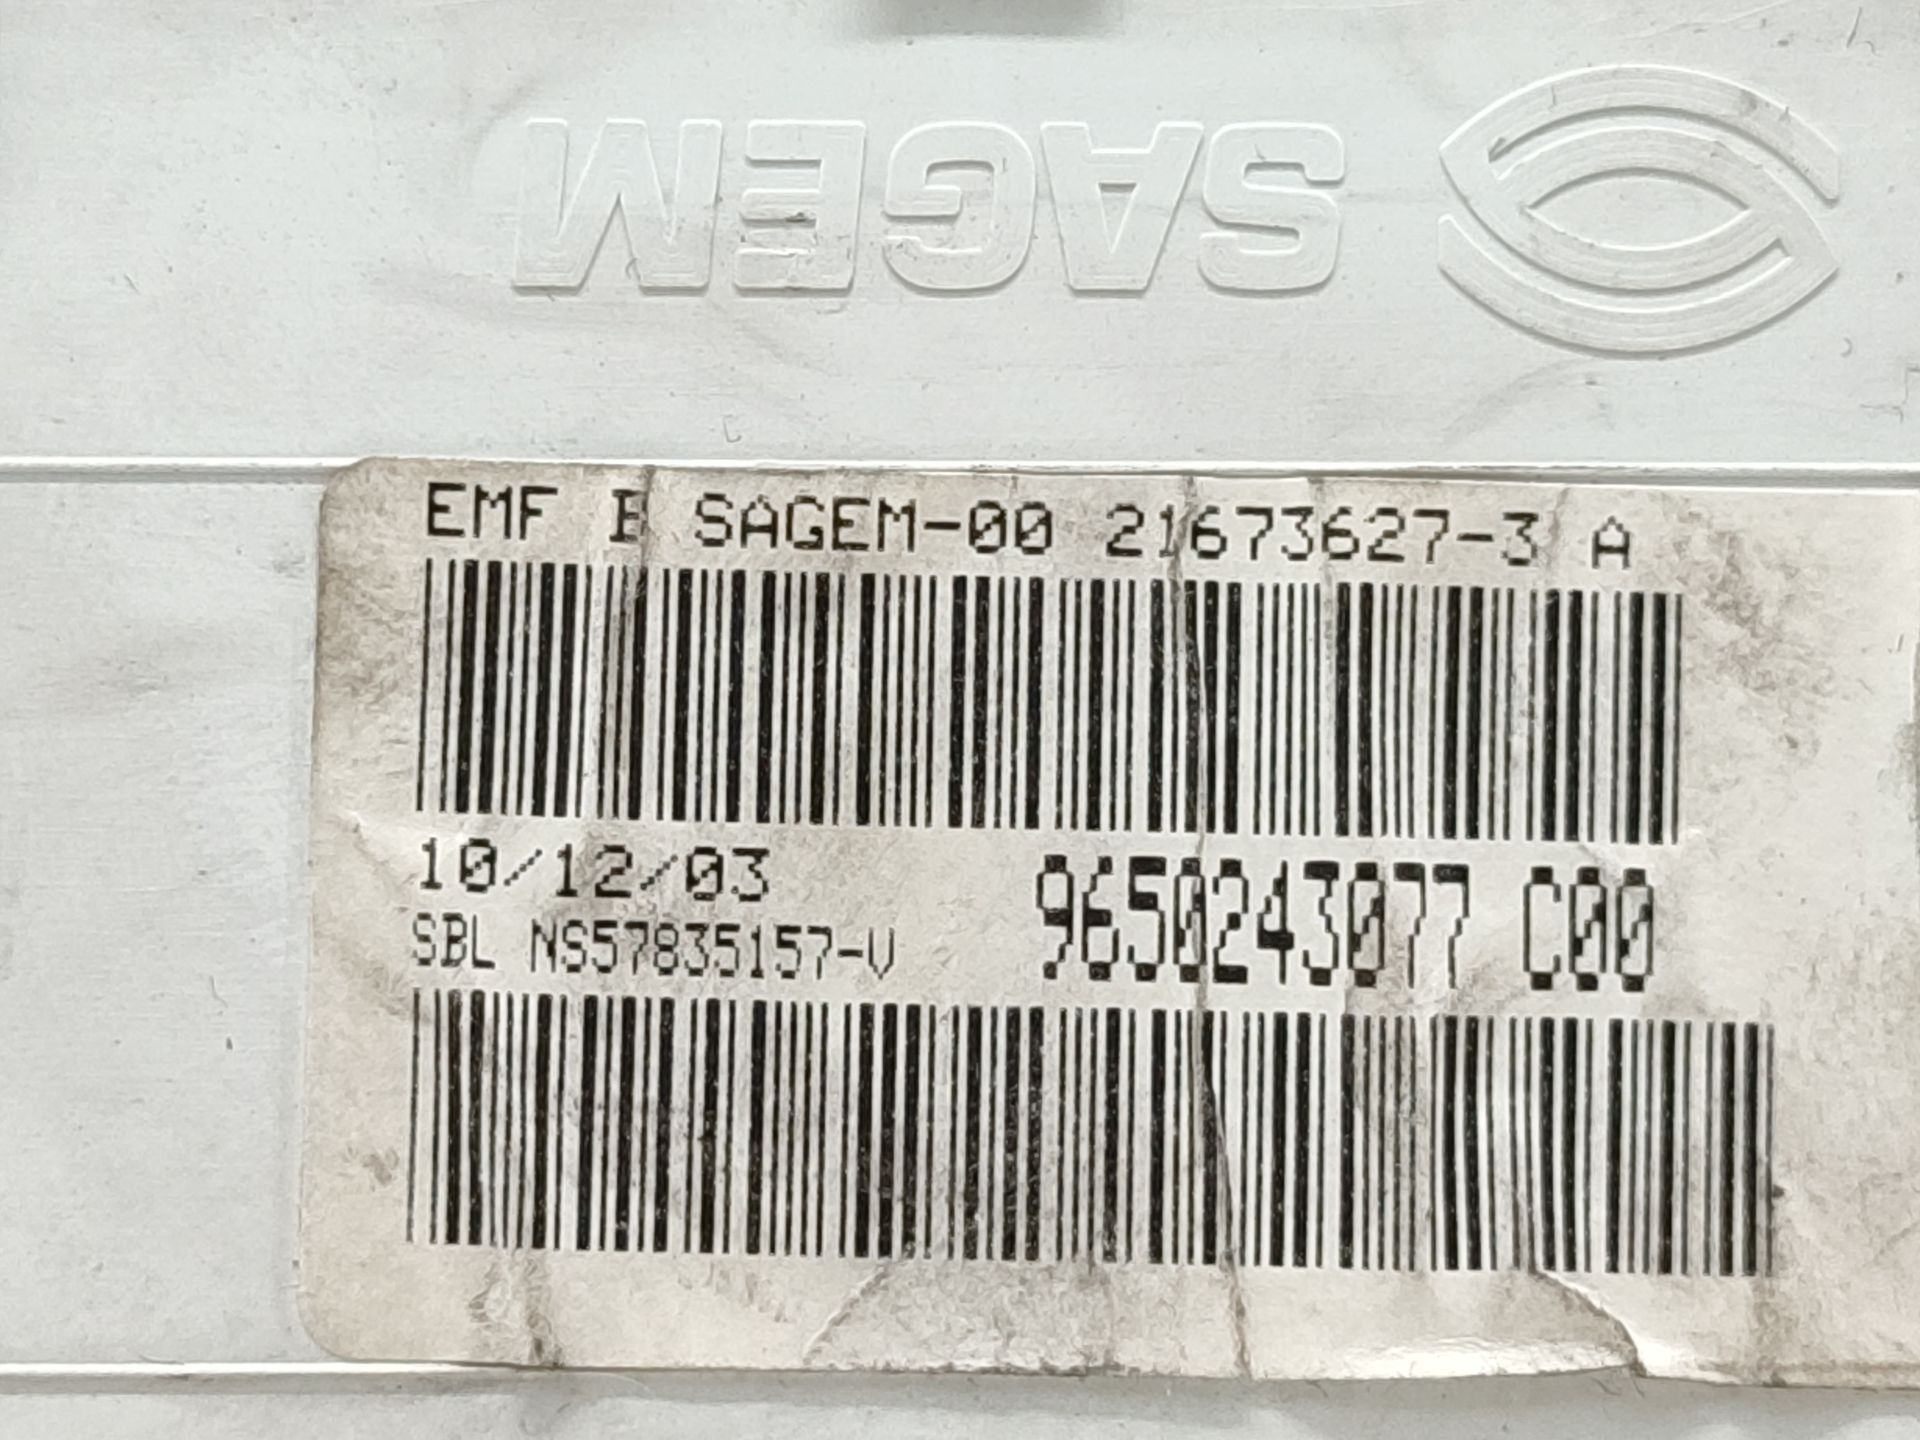 SAGEM
EMF B SAGEM-00 21673627-3 A
10/12/03
9650243077 C00
SBL NS57835157-V